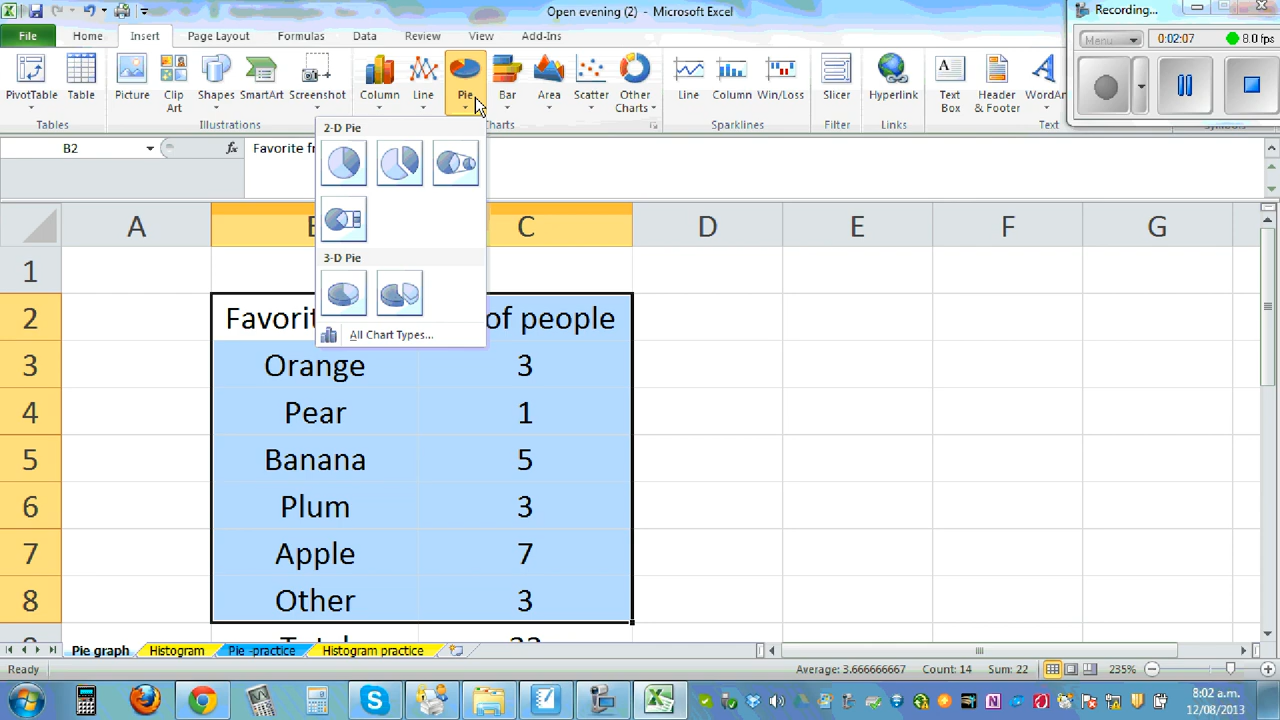 Open evening (2) - Microsoft Excel
Recording...
File Home Insert Page Layout Formulas Data Review View Add-Ins
Menu 0:02:07 8.0 fps
PivotTable Table Picture Clip Art Shapes SmartArt Screenshot Column Line Pie Bar Area Scatter Other Charts Line Column Win/Loss Slicer Hyperlink Text Box Header & Footer WordArt
Tables Illustrations Charts Sparklines Filter Links Text Symbols
2-D Pie
B2 fx Favorite fr
A B C D E F G
3-D Pie
1
2 Favorit of people
All Chart Types...
3 Orange 3
4 Pear 1
5 Banana 5
6 Plum 3
7 Apple 7
8 Other 3
9 Total 22
Pie graph Histogram Pie -practice Histogram practice
Ready Average: 3.666666667 Count: 14 Sum: 22 235%
8:02 a.m.
12/08/2013